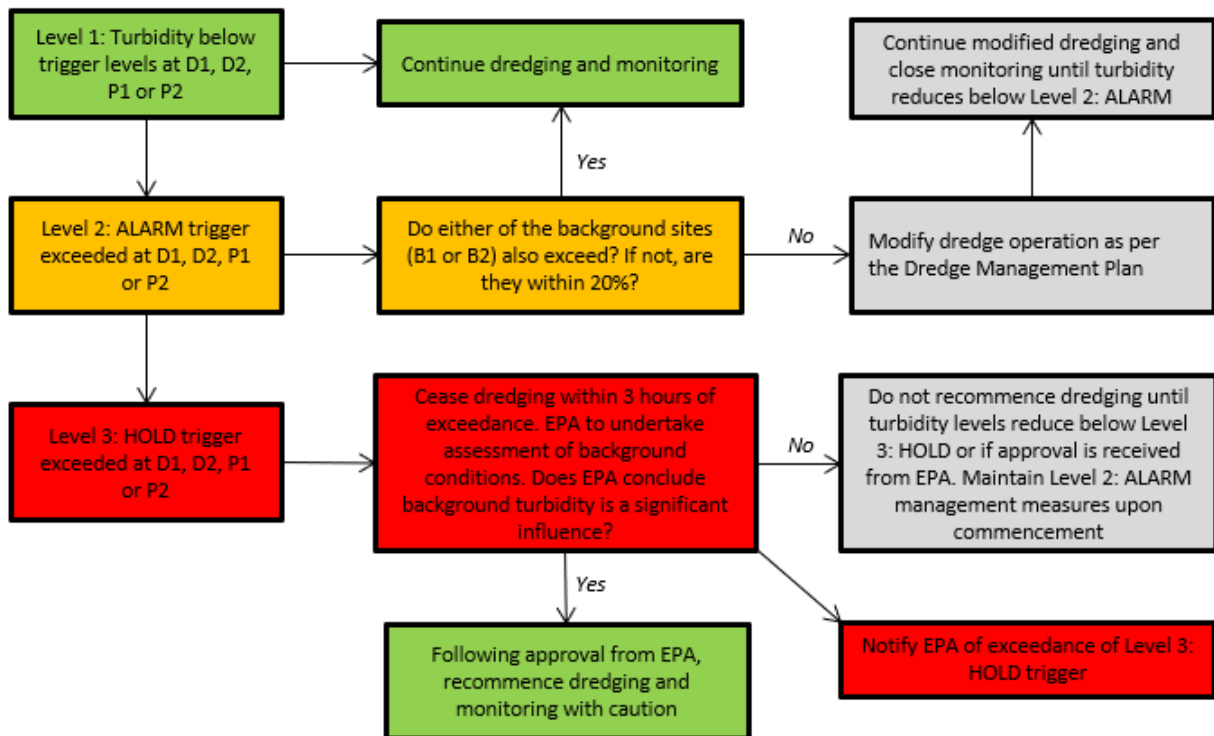 Level 1: Turbidity below
trigger levels at D1, D2,
P1 or P2
Continue dredging and monitoring
Continue modified dredging and
close monitoring until turbidity
reduces below Level 2: ALARM
Yes
Level 2: ALARM trigger
exceeded at D1, D2, P1
or P2
Do either of the background sites
(B1 or B2) also exceed? If not, are
they within 20%?
No
Modify dredge operation as per
the Dredge Management Plan
Level 3: HOLD trigger
exceeded at D1, D2, P1
or P2
Cease dredging within 3 hours of
exceedance. EPA to undertake
assessment of background
conditions. Does EPA conclude
background turbidity is a significant
influence?
No
Do not recommence dredging until
turbidity levels reduce below Level
3: HOLD or if approval is received
from EPA. Maintain Level 2: ALARM
management measures upon
commencement
Yes
Following approval from EPA,
recommence dredging and
monitoring with caution
Notify EPA of exceedance of Level 3:
HOLD trigger